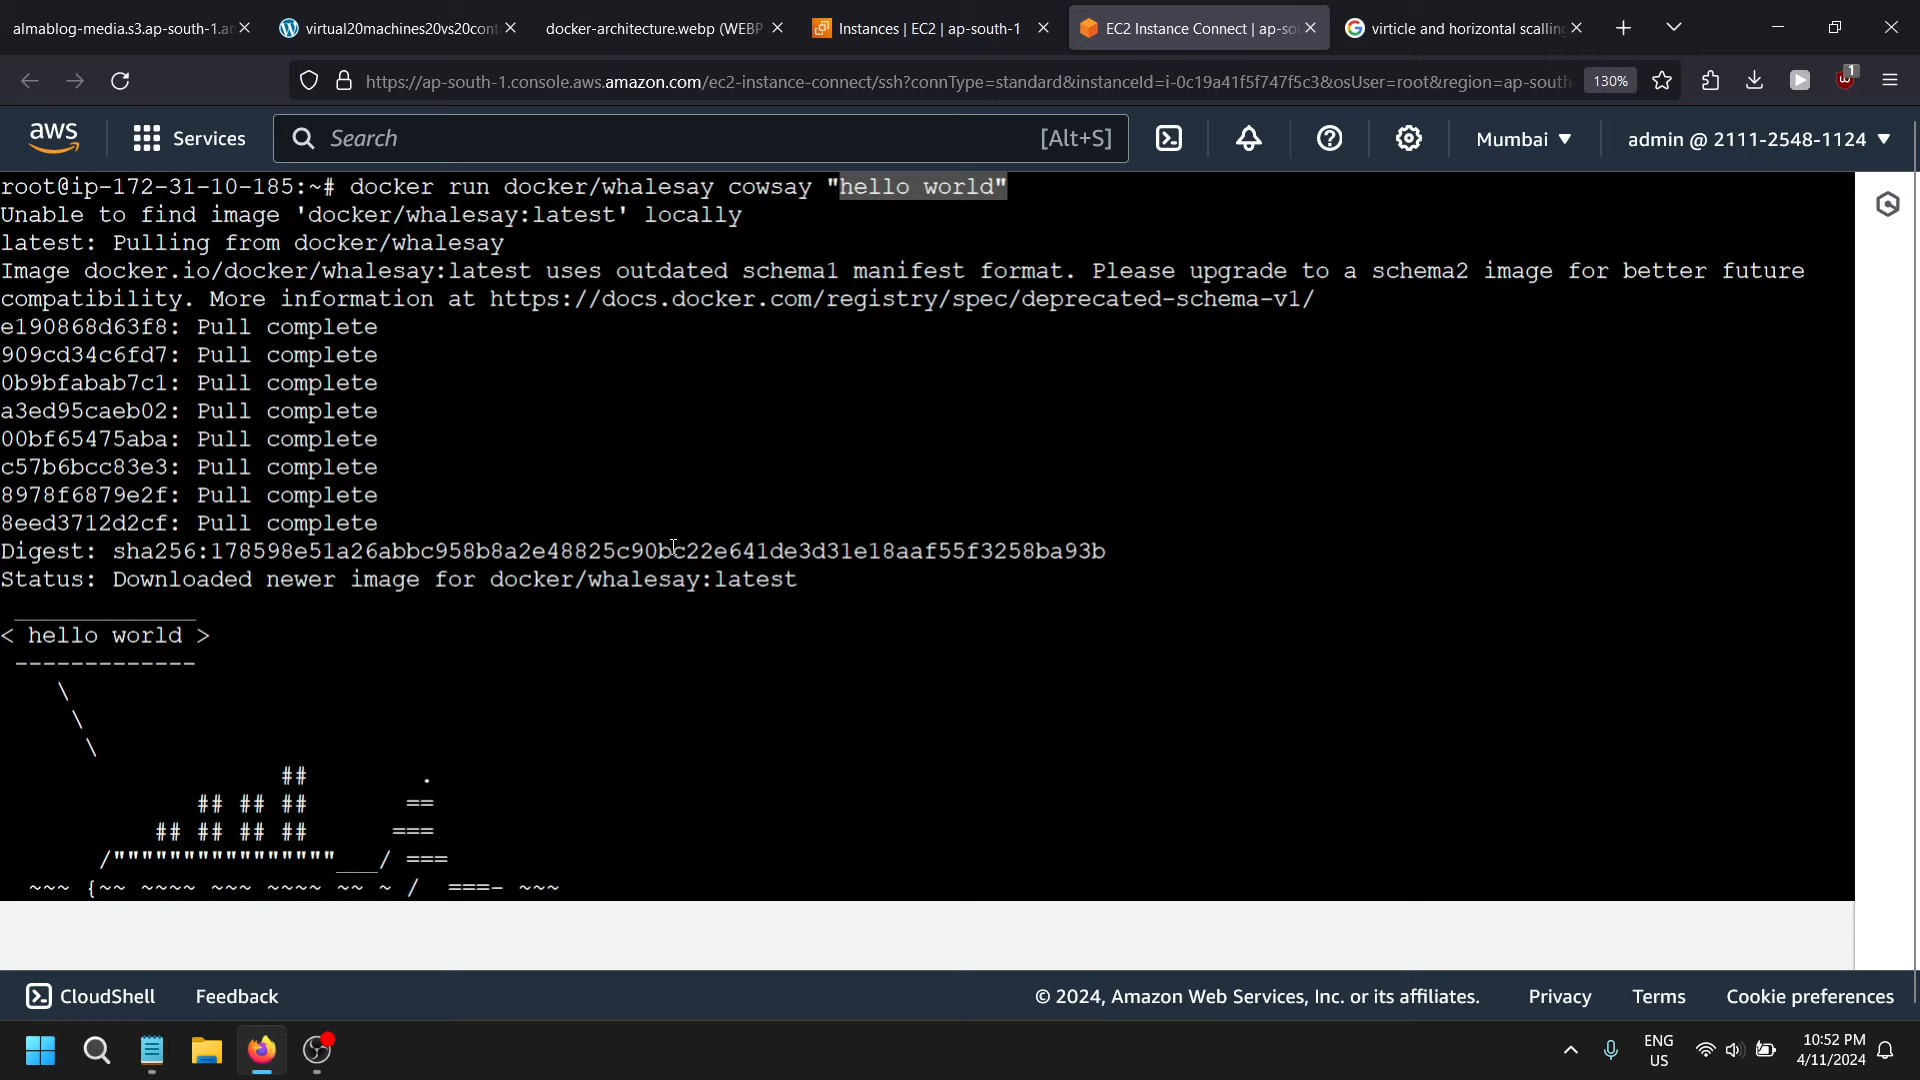 almablog-media.s3.ap-south-1.a
virtual20machines20vs20cont
docker-architecture.webp (WEBP
Instances | EC2 | ap-south-1
EC2 Instance Connect | ap-so
virticle and horizontal scalling
https://ap-south-1.console.aws.amazon.com/ec2-instance-connect/ssh?connType=standard&instanceId=i-0c19a41f5f747f5c3&osUser=root&region=ap-south-
130%
1
aws
Services
Search
[Alt+S]
Mumbai
admin @ 2111-2548-1124
root@ip-172-31-10-185:~# docker run docker/whalesay cowsay "hello world"
Unable to find image 'docker/whalesay:latest' locally
latest: Pulling from docker/whalesay
Image docker.io/docker/whalesay:latest uses outdated schema1 manifest format. Please upgrade to a schema2 image for better future
compatibility. More information at https://docs.docker.com/registry/spec/deprecated-schema-v1/
e190868d63f8: Pull complete
909cd34c6fd7: Pull complete
0b9bfabab7c1: Pull complete
a3ed95caeb02: Pull complete
00bf65475aba: Pull complete
c57b6bcc83e3: Pull complete
8978f6879e2f: Pull complete
8eed3712d2cf: Pull complete
Digest: sha256:178598e51a26abbc958b8a2e48825c90bc22e641de3d31e18aaf55f3258ba93b
Status: Downloaded newer image for docker/whalesay:latest
 _____________
< hello world >
 -------------
    \
     \
      \
                    ##        .
              ## ## ##       ==
           ## ## ## ##      ===
       /""""""""""""""""___/ ===
  ~~~ {~~ ~~~~ ~~~ ~~~~ ~~ ~ /  ===- ~~~
CloudShell
Feedback
© 2024, Amazon Web Services, Inc. or its affiliates.
Privacy
Terms
Cookie preferences
ENG
US
10:52 PM
4/11/2024